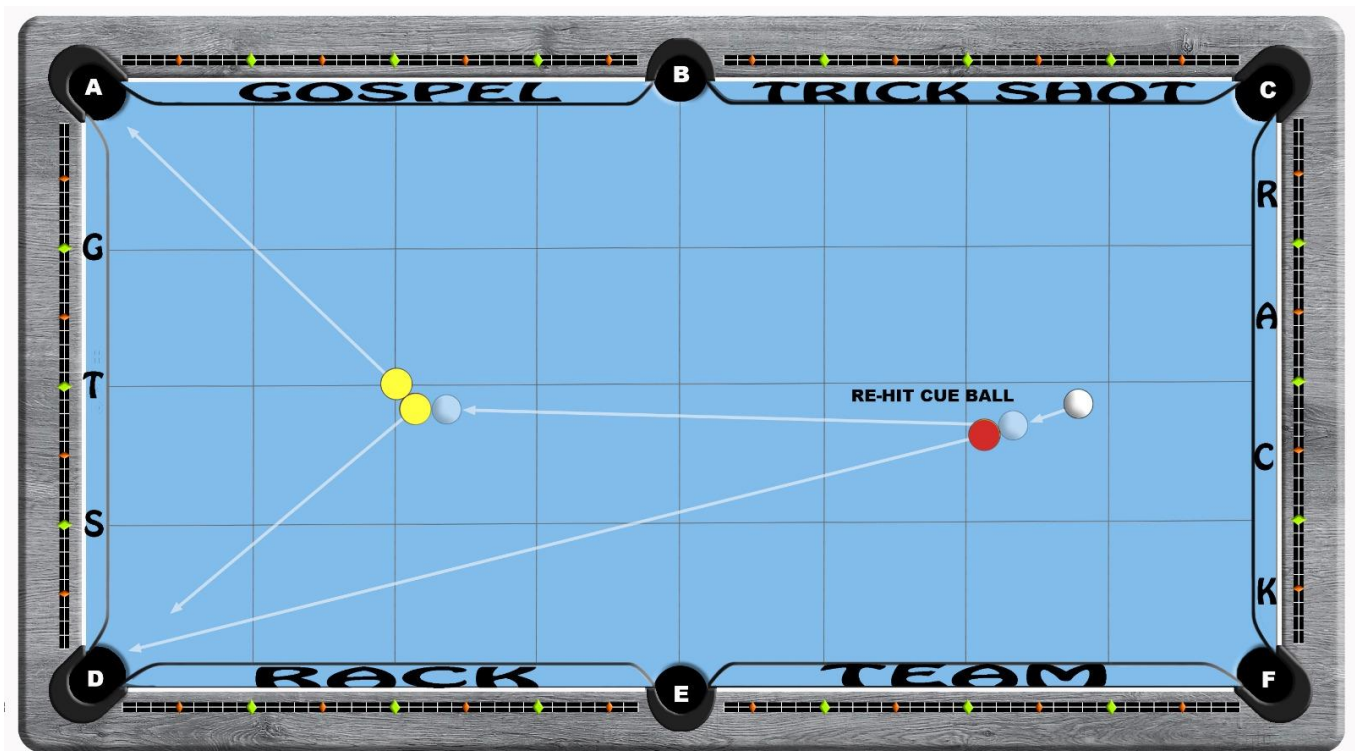 A B C
GOSPEL TRICK SHOT
G
T
S
RE-HIT CUE BALL
R
A
C
K
D E F
RACK TEAM